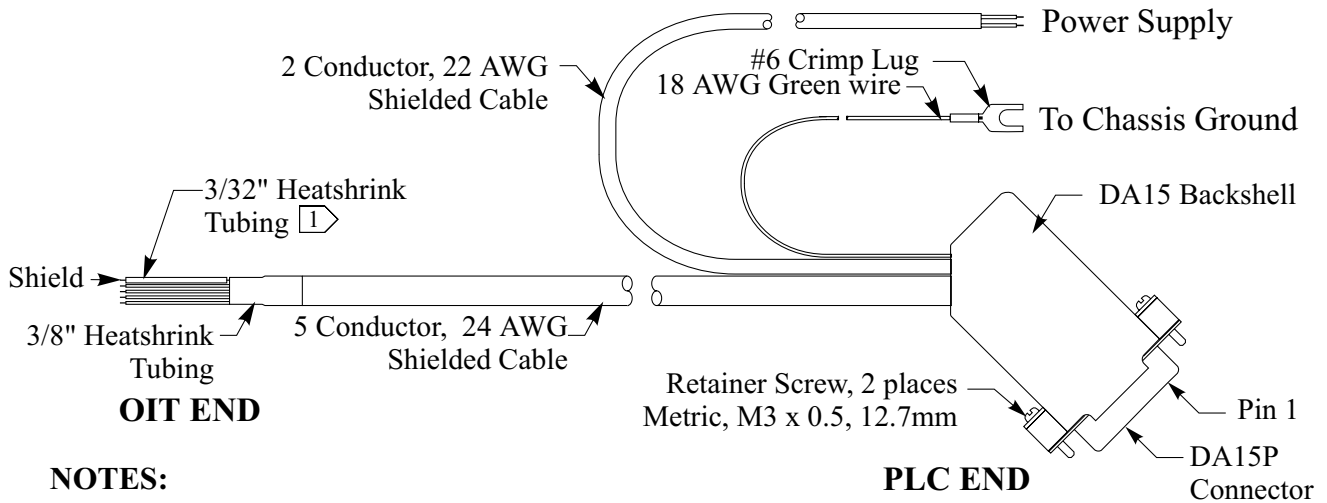 Power Supply
2 Conductor, 22 AWG
Shielded Cable
#6 Crimp Lug
18 AWG Green wire
To Chassis Ground
3/32" Heatshrink
Tubing 1
DA15 Backshell
Shield
3/8" Heatshrink
Tubing
5 Conductor, 24 AWG
Shielded Cable
OIT END
Retainer Screw, 2 places
Metric, M3 x 0.5, 12.7mm
Pin 1
DA15P
Connector
NOTES:
PLC END